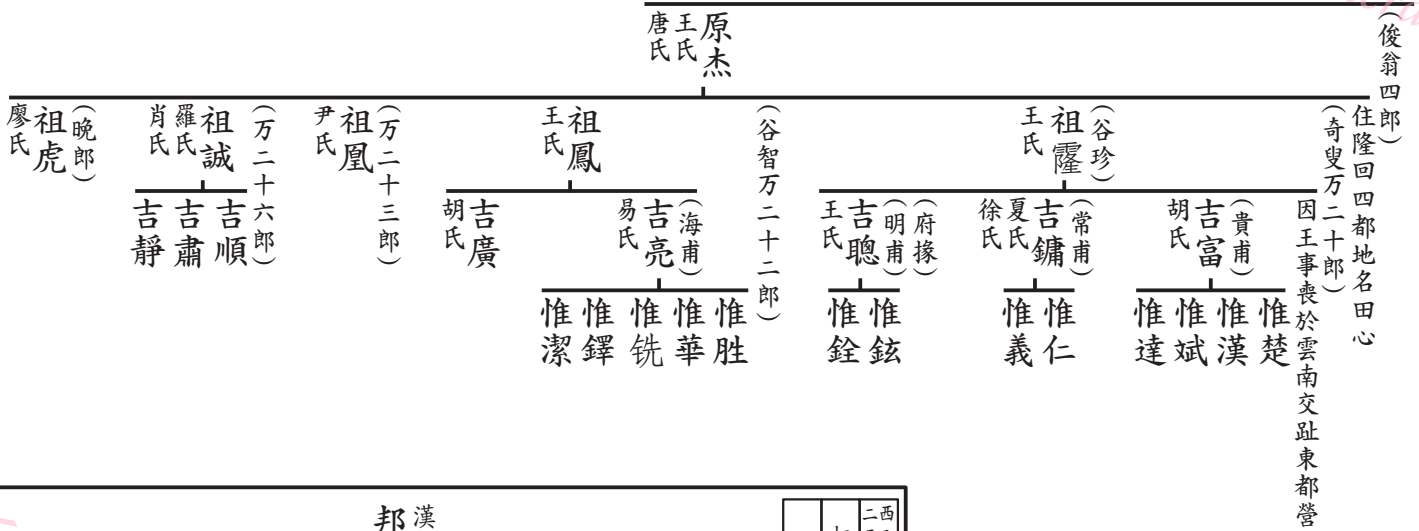 (俊翁四郎)
住隆回四都地名田心
原杰
王氏
唐氏
(奇叟万二十郎)
因王事喪於雲南交趾東都營
(谷珍)
祖霳
王氏
(谷智万二十二郎)
祖鳳
王氏
(万二十三郎)
祖凰
尹氏
(万二十六郎)
祖誠
羅氏
肖氏
(晚郎)
祖虎
廖氏
(貴甫)
吉富
胡氏
(常甫)
吉鏞
夏氏
徐氏
(府掾)
(明甫)
吉聰
王氏
(海甫)
吉亮
易氏
吉廣
胡氏
吉順
吉肅
吉靜
惟楚
惟漢
惟斌
惟達
惟仁
惟義
惟鉉
惟銓
惟胜
惟華
惟铣
惟鐸
惟潔
漢
邦
西
二